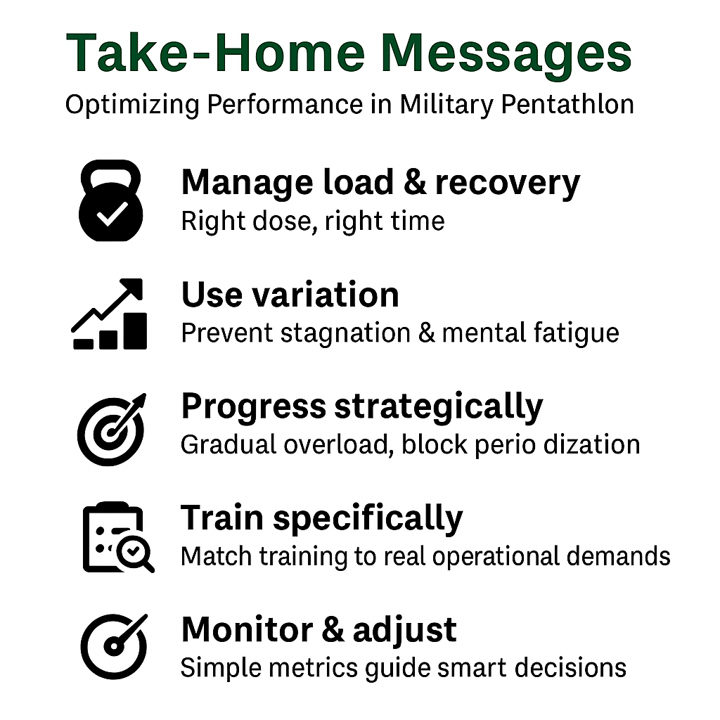 Take-Home Messages
Optimizing Performance in Military Pentathlon
Manage load & recovery
Right dose, right time
Use variation
Prevent stagnation & mental fatigue
Progress strategically
Gradual overload, block perio dization
Train specifically
Match training to real operational demands
Monitor & adjust
Simple metrics guide smart decisions